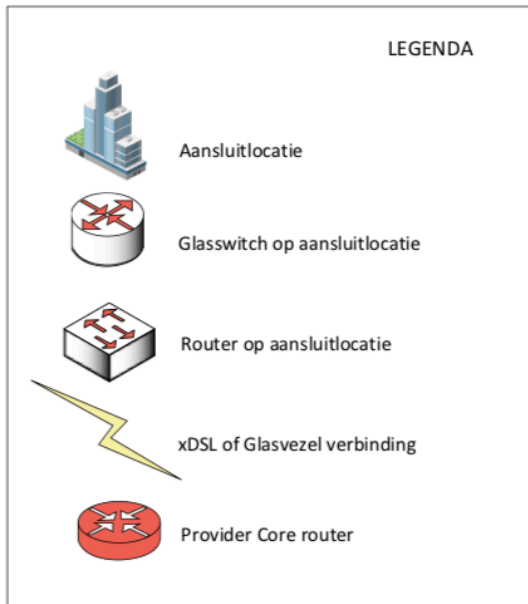 LEGENDA
Aansluitlocatie
Glasswitch op aansluitlocatie
Router op aansluitlocatie
xDSL of Glasvezel verbinding
Provider Core router